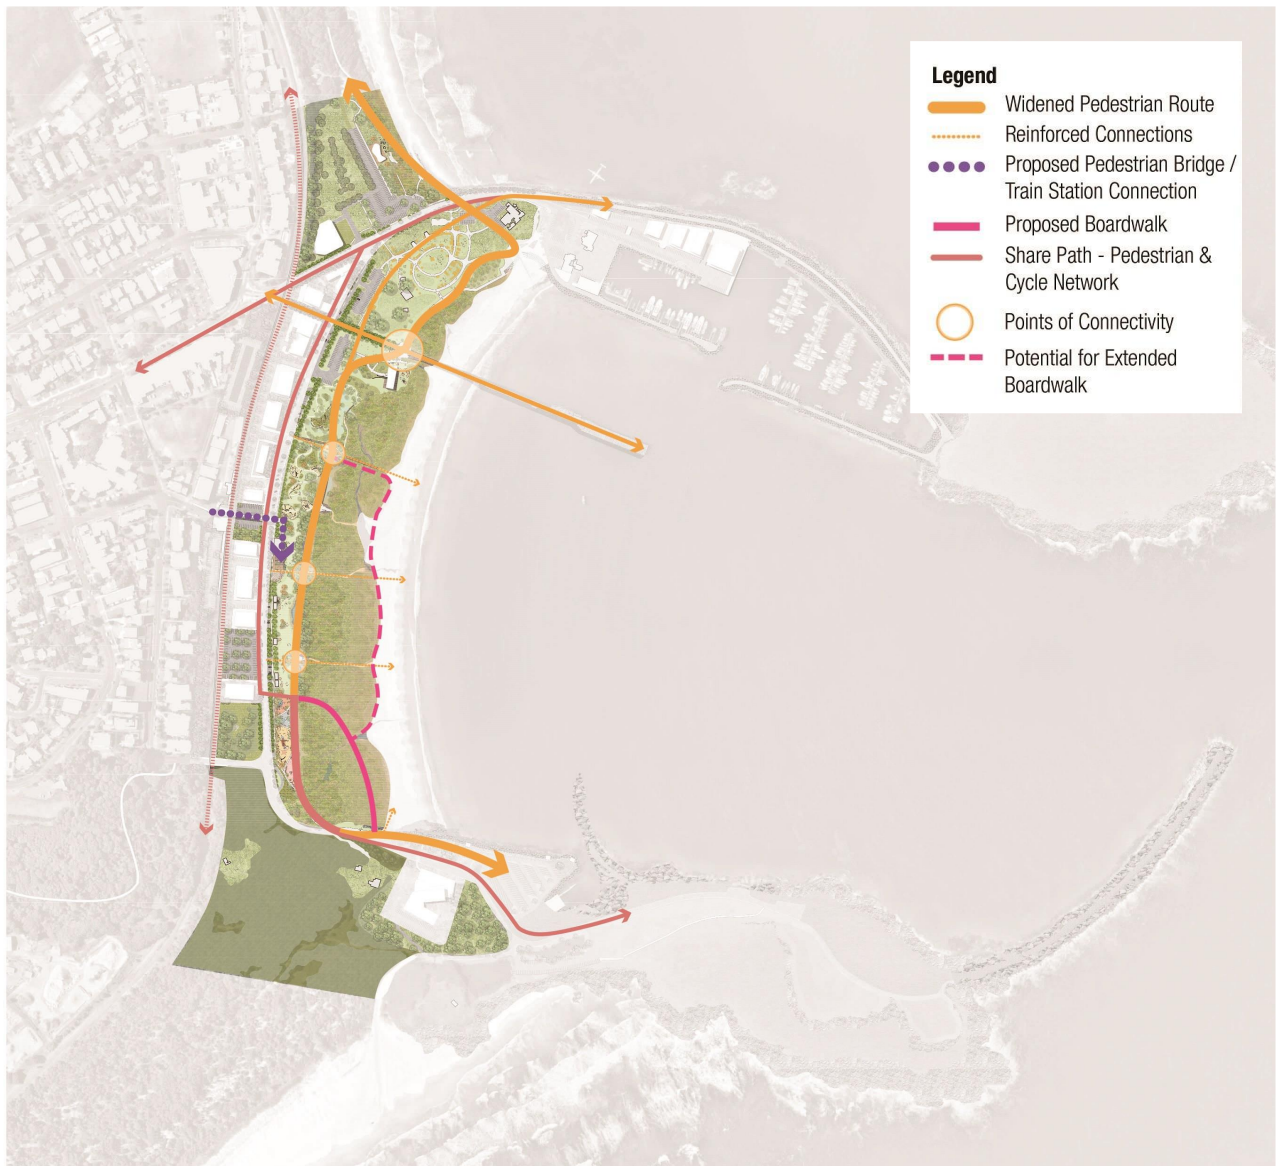 Legend
Widened Pedestrian Route
Reinforced Connections
Proposed Pedestrian Bridge /
Train Station Connection
Proposed Boardwalk
Share Path - Pedestrian &
Cycle Network
Points of Connectivity
Potential for Extended
Boardwalk